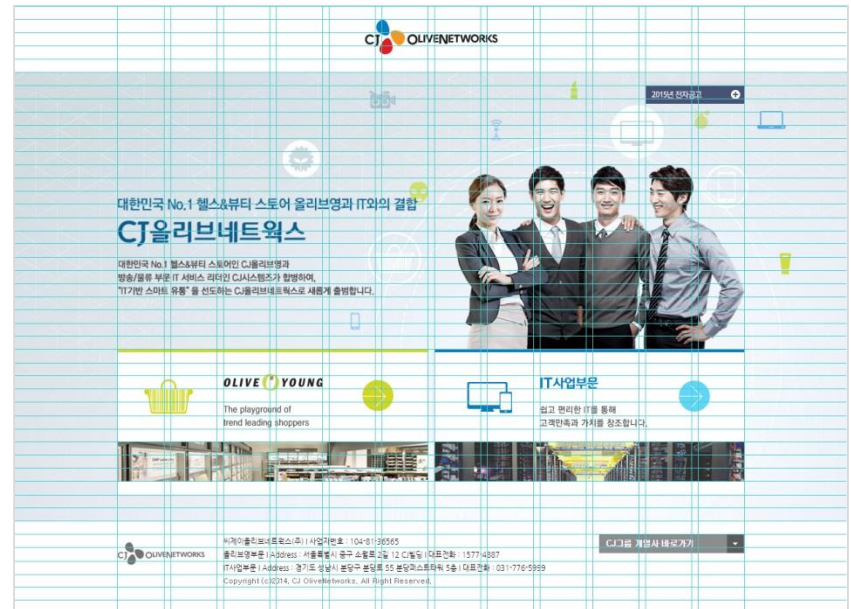 CJ OLIVENETWORKS
2015년 전자공고
대한민국 No.1 헬스&뷰티 스토어 올리브영과 IT와의 결합
CJ올리브네트웍스
대한민국 No.1 헬스&뷰티 스토어인 CJ올리브영과
방송/물류 부문 IT 서비스 리더인 CJ시스템즈가 합병하여,
"IT기반 스마트 유통" 을 선도하는 CJ올리브네트웍스로 새롭게 출범합니다.
OLIVE YOUNG
The playground of
trend leading shoppers
IT사업부문
쉽고 편리한 IT를 통해
고객만족과 가치를 창조합니다.
CJ OLIVENETWORKS
씨제이올리브네트웍스(주) I 사업자번호 : 104-81-36565
올리브영부문 I Address : 서울특별시 중구 소월로 2길 12 CJ빌딩 I 대표전화 : 1577-4887
IT사업부문 I Address : 경기도 성남시 분당구 분당로 55 분당퍼스트타워 5층 I 대표전화 : 031-776-5959
Copyright (c)2014, CJ OliveNetworks, All Right Reserved.
CJ그룹 계열사 바로가기